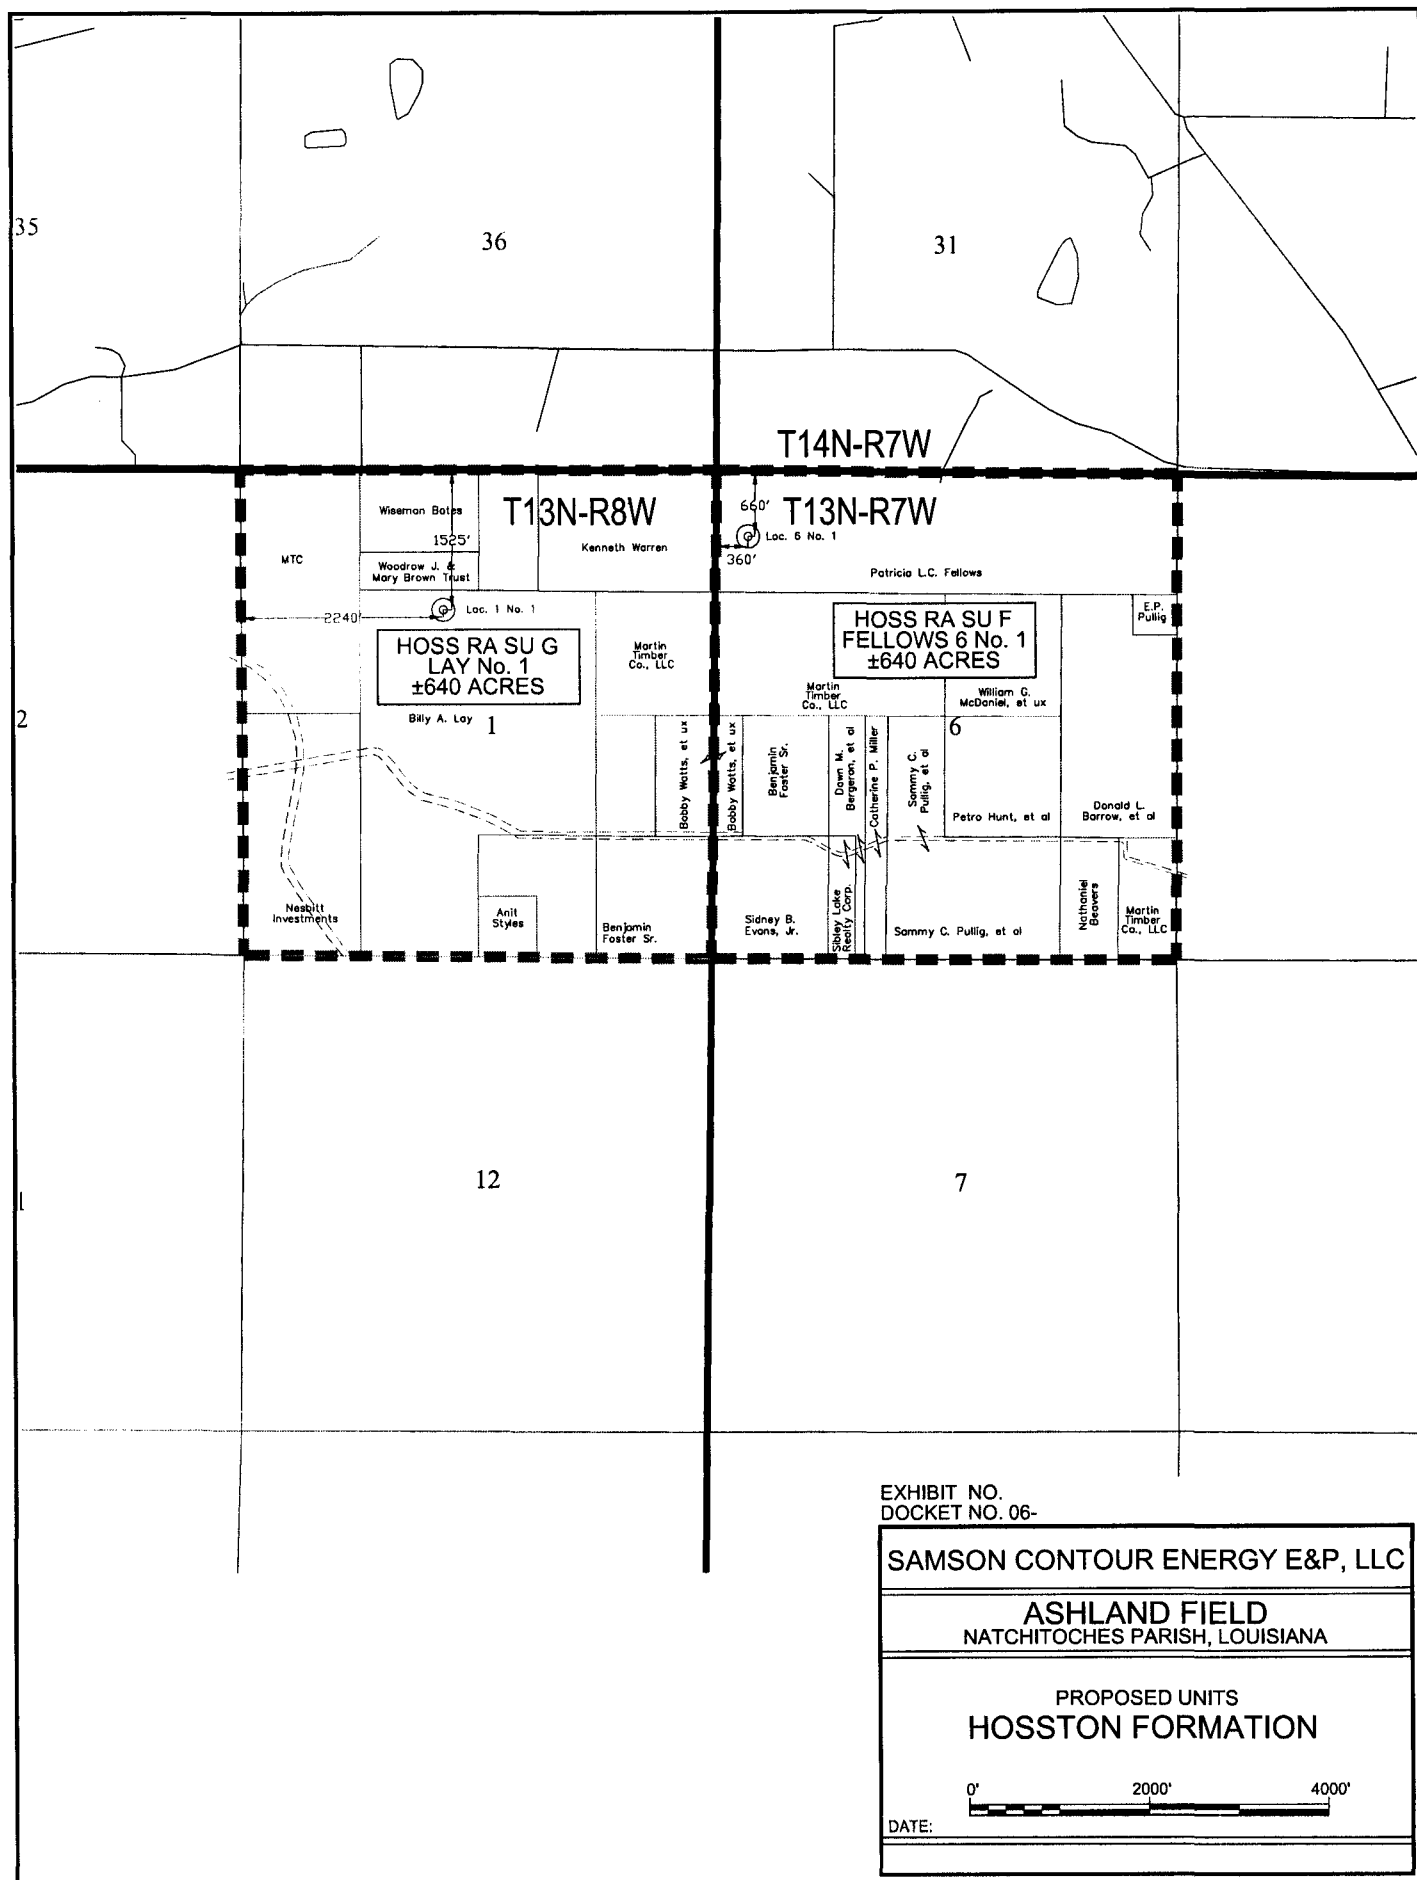 35
36
31
T14N-R7W
Wiseman Bates
T13N-R8W
660'
T13N-R7W
1525'
Kenneth Warren
Loc. 6 No. 1
MTC
360'
Woodrow J. &
Mary Brown Trust
Patricia L.C. Fellows
Loc. 1 No. 1
2240'
E.P.
Pullig
HOSS RA SU G
LAY No. 1
±640 ACRES
Martin
Timber
Co., LLC
HOSS RA SU F
FELLOWS 6 No. 1
±640 ACRES
Martin
Timber
Co., LLC
William G.
McDaniel, et ux
2
Billy A. Lay
1
6
Bobby Watts, et ux
Bobby Watts, et ux
Benjamin
Foster Sr.
Dawn M.
Bergeron, et al
Catherine P. Miller
Sammy C.
Pullig, et al
Petro Hunt, et al
Donald L.
Barrow, et al
Nesbitt
Investments
Anit
Styles
Benjamin
Foster Sr.
Sidney B.
Evans, Jr.
Sibley Lake
Realty Corp.
Sammy C. Pullig, et al
Nathaniel
Beavers
Martin
Timber
Co., LLC
12
7
1
EXHIBIT NO.
DOCKET NO. 06-
SAMSON CONTOUR ENERGY E&P, LLC
ASHLAND FIELD
NATCHITOCHES PARISH, LOUISIANA
PROPOSED UNITS
HOSSTON FORMATION
0' 2000' 4000'
DATE: